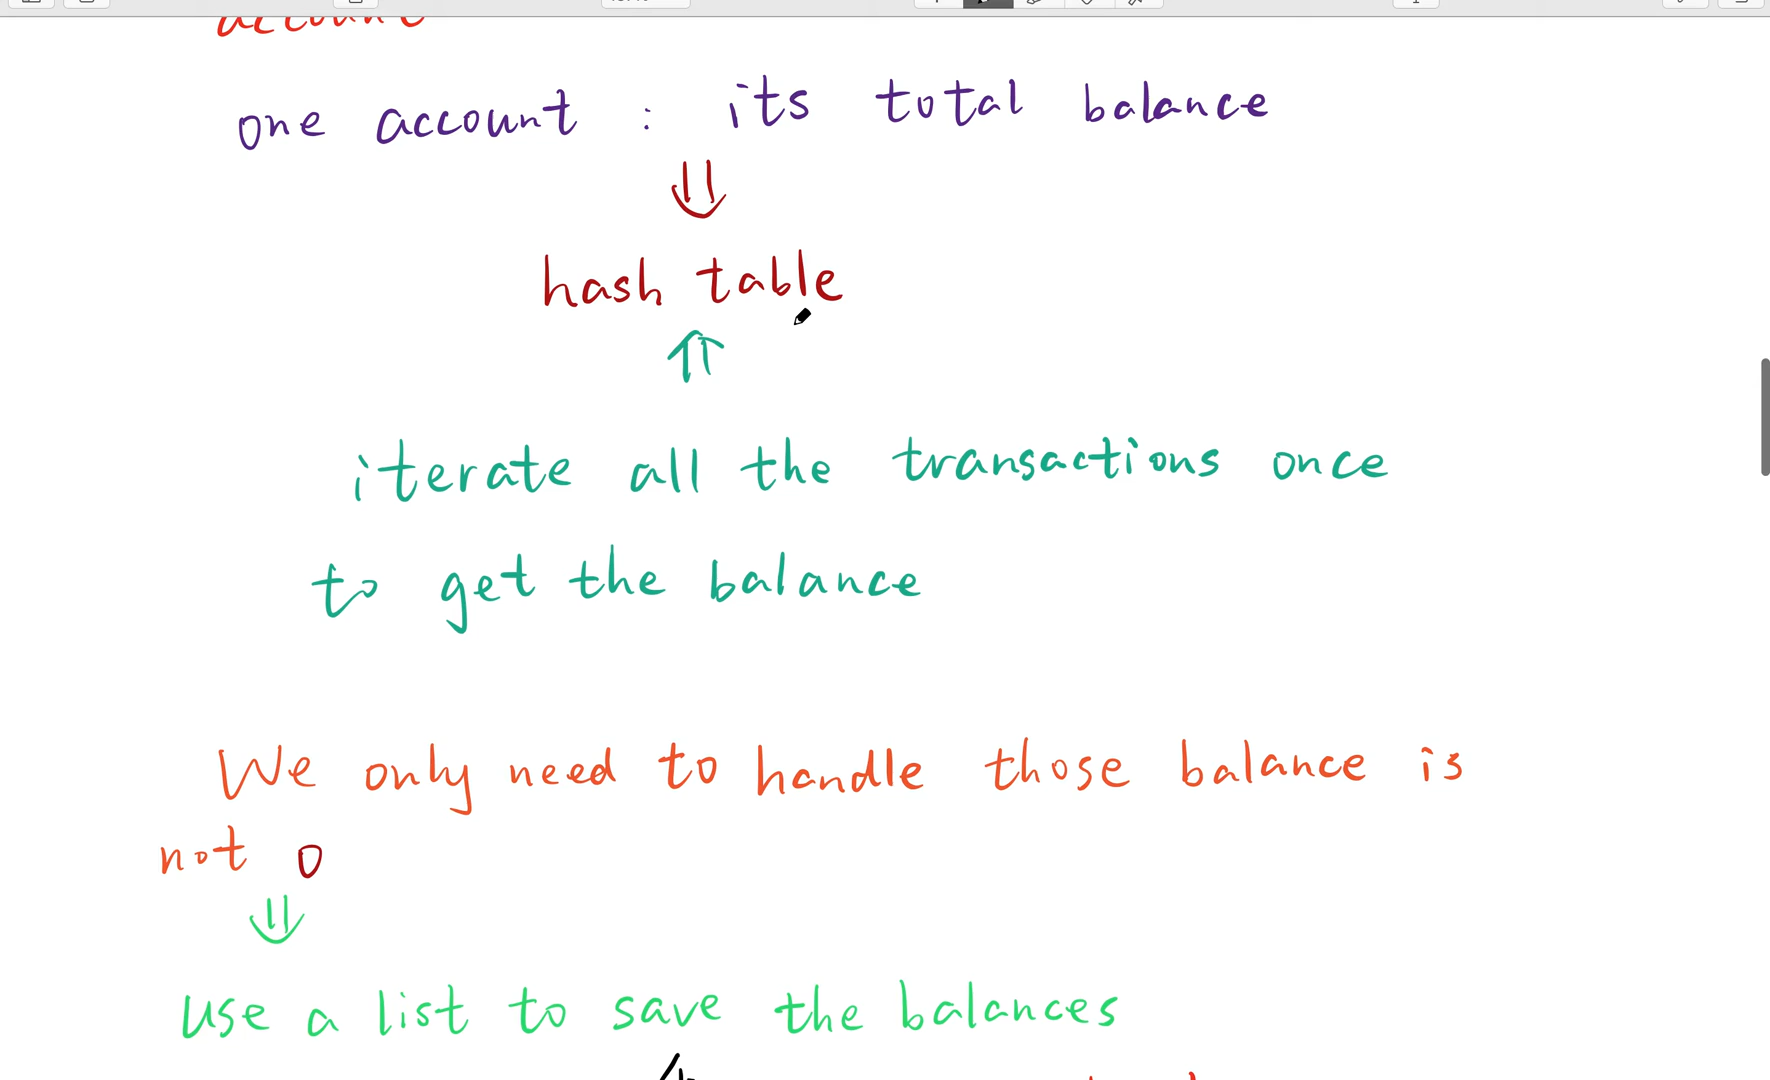 account
one account : its total balance
hash table
iterate all the transactions once
to get the balance
We only need to handle those balance is
not 0
use a list to save the balances